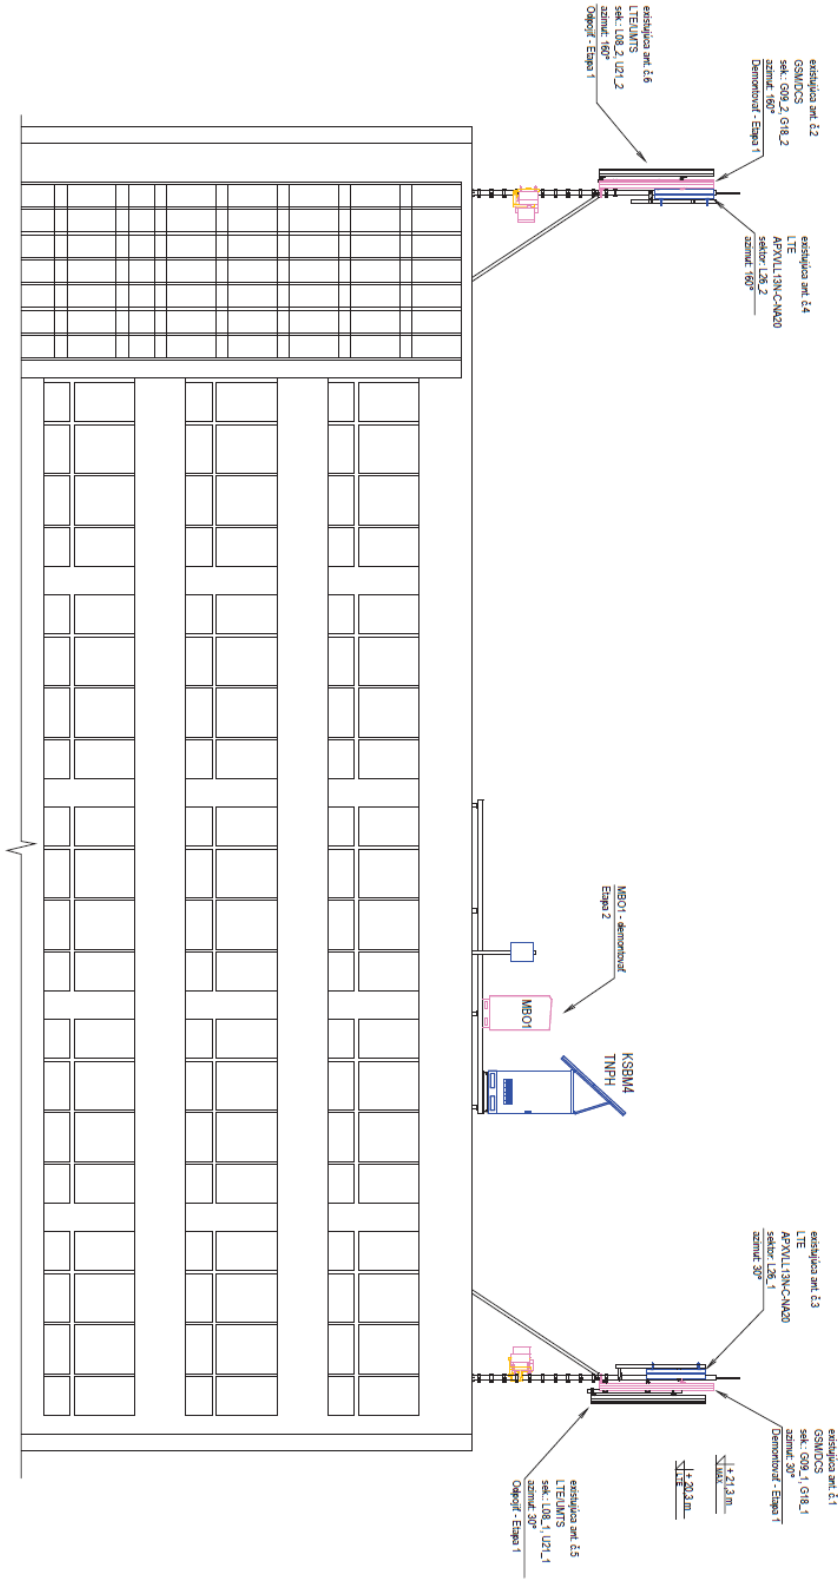 existujúca ant. č.6
LTE/UMTS
sek.: L08_2, U21_2
azimut: 160°
Odpojiť - Etapa 1
existujúca ant. č.2
GSM/DCS
sek.: G09_2, G18_2
azimut: 160°
Demontovať - Etapa 1
existujúca ant. č.4
LTE
APXVLL13N-C-NA20
sektor: L26_2
azimut: 160°
MBO1 - demontovať
Etapa 2
MBO1
KSBM4
TNPH
existujúca ant. č.3
LTE
APXVLL13N-C-NA20
sektor: L26_1
azimut: 30°
existujúca ant. č.1
GSM/DCS
sek.: G09_1, G18_1
azimut: 30°
Demontovať - Etapa 1
+ 21,3 m
MAX
+ 20,3 m
LTE
existujúca ant. č.5
LTE/UMTS
sek.: L08_1, U21_1
azimut: 30°
Odpojiť - Etapa 1